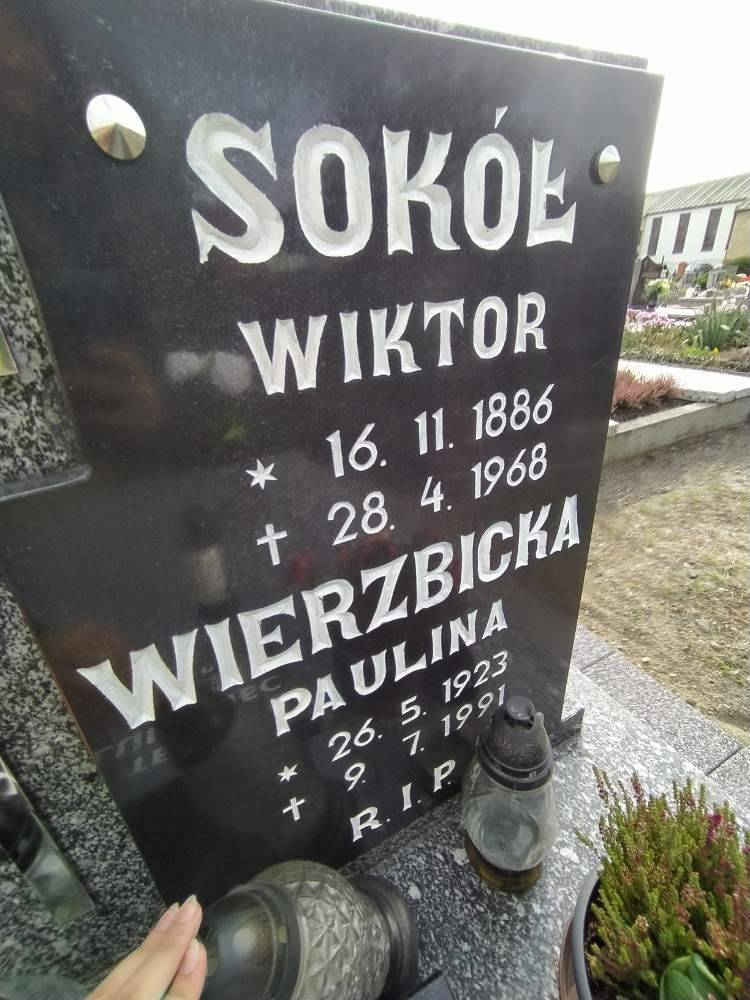 SOKÓŁ
WIKTOR
* 16. 11. 1886
† 28. 4. 1968
WIERZBICKA
PAULINA
* 26. 5. 1923
† 9. 7. 1991
R. I. P.